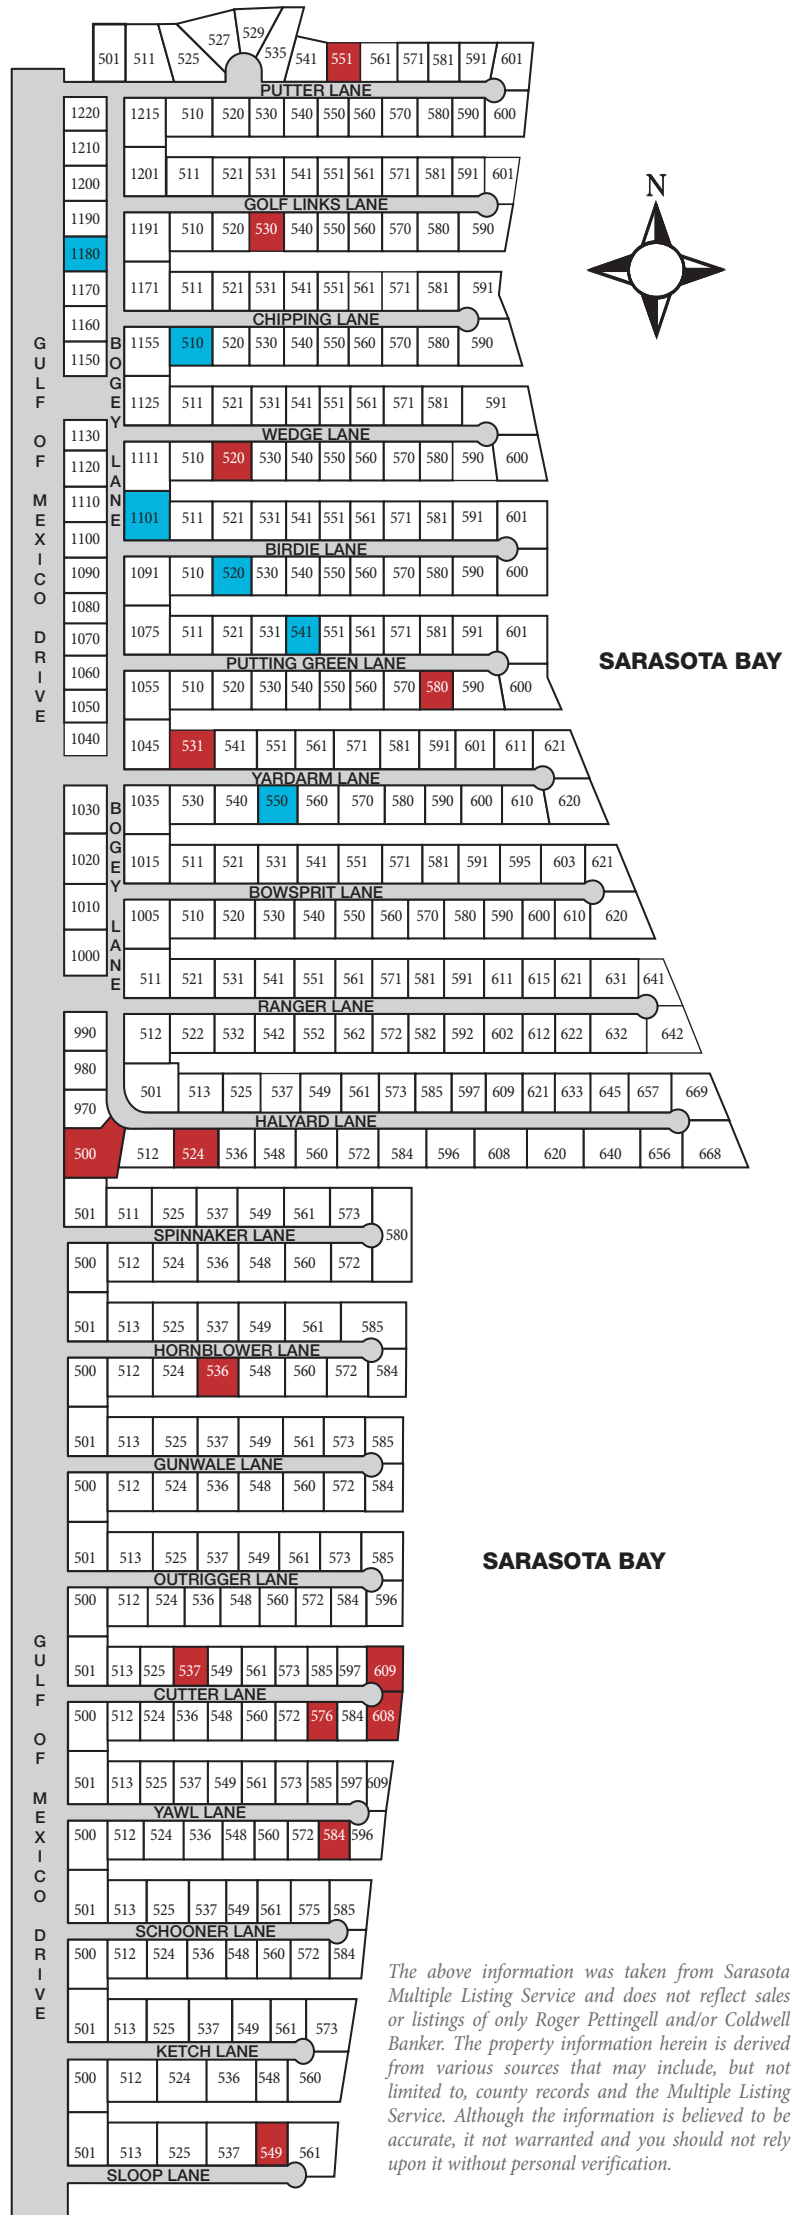 501 511 525 527 529 535 541 551 561 571 581 591 601
PUTTER LANE
1220 1215 510 520 530 540 550 560 570 580 590 600
1210
1200 1201 511 521 531 541 551 561 571 581 591 601
GOLF LINKS LANE
1190 1191 510 520 530 540 550 560 570 580 590
1180
1170 1171 511 521 531 541 551 561 571 581 591
CHIPPING LANE
1160
1150 1155 510 520 530 540 550 560 570 580 590
1125 511 521 531 541 551 561 571 581 591
WEDGE LANE
1130
1120 1111 510 520 530 540 550 560 570 580 590 600
1110 1101 511 521 531 541 551 561 571 581 591 601
1100
BIRDIE LANE
1090 1091 510 520 530 540 550 560 570 580 590 600
1080
1070 1075 511 521 531 541 551 561 571 581 591 601
PUTTING GREEN LANE
1060
1050 1055 510 520 530 540 550 560 570 580 590 600
1040 1045 531 541 551 561 571 581 591 601 611 621
YARDARM LANE
1030 1035 530 540 550 560 570 580 590 600 610 620
1020 1015 511 521 531 541 551 571 581 591 595 603 621
BOWSPRIT LANE
1010 1005 510 520 530 540 550 560 570 580 590 600 610 620
1000
511 521 531 541 551 561 571 581 591 611 615 621 631 641
RANGER LANE
990 512 522 532 542 552 562 572 582 592 602 612 622 632 642
980
970 501 513 525 537 549 561 573 585 597 609 621 633 645 657 669
HALYARD LANE
500 512 524 536 548 560 572 584 596 608 620 640 656 668
501 511 525 537 549 561 573 580
SPINNAKER LANE
500 512 524 536 548 560 572
501 513 525 537 549 561 585
HORNBLOWER LANE
500 512 524 536 548 560 572 584
501 513 525 537 549 561 573 585
GUNWALE LANE
500 512 524 536 548 560 572 584
501 513 525 537 549 561 573 585
OUTRIGGER LANE
500 512 524 536 548 560 572 584 596
501 513 525 537 549 561 573 585 597 609
CUTTER LANE
500 512 524 536 548 560 572 576 584 608
501 513 525 537 549 561 573 585 597 609
YAWL LANE
500 512 524 536 548 560 572 584 596
501 513 525 537 549 561 575 585
SCHOONER LANE
500 512 524 536 548 560 572 584
501 513 525 537 549 561 573
KETCH LANE
500 512 524 536 548 560
501 513 525 537 549 561
SLOOP LANE
GULF OF MEXICO DRIVE
BOGEY LANE
BOGEY LANE
GULF OF MEXICO DRIVE
N
SARASOTA BAY
SARASOTA BAY
The above information was taken from Sarasota
Multiple Listing Service and does not reflect sales
or listings of only Roger Pettingell and/or Coldwell
Banker. The property information herein is derived
from various sources that may include, but not
limited to, county records and the Multiple Listing
Service. Although the information is believed to be
accurate, it not warranted and you should not rely
upon it without personal verification.